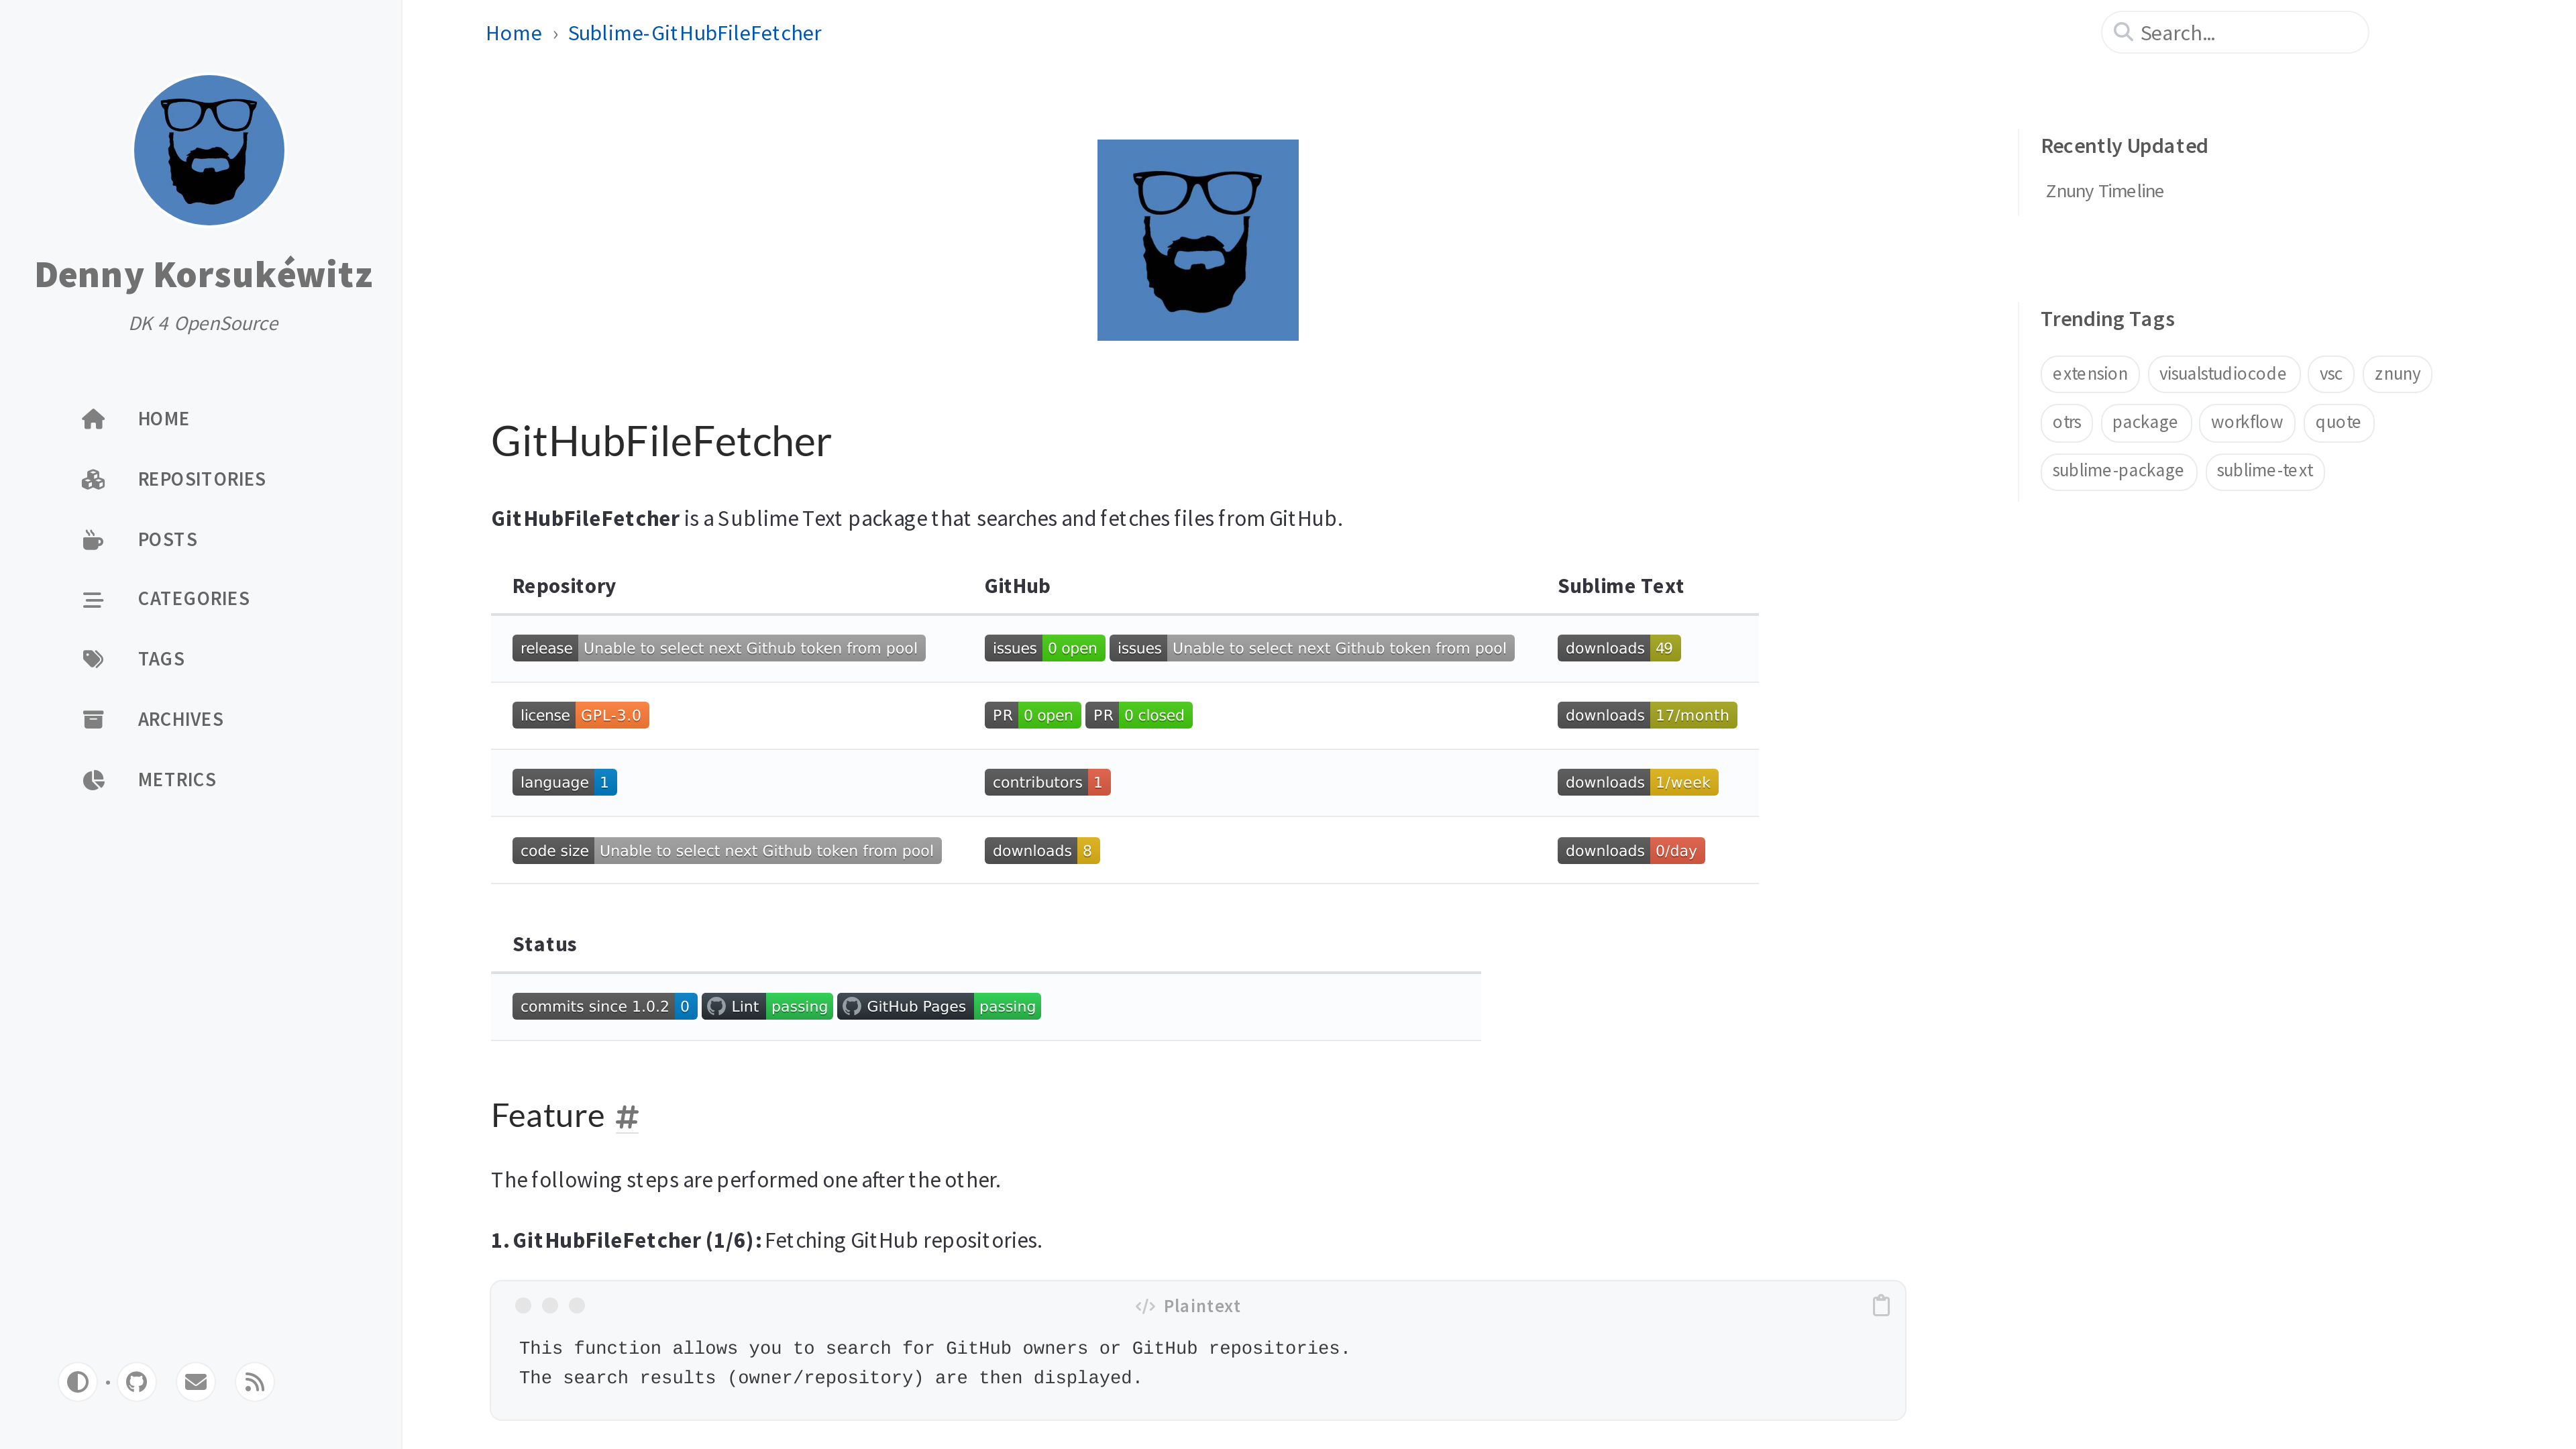 Denny Korsukéwitz
DK 4 OpenSource
HOME
REPOSITORIES
POSTS
CATEGORIES
TAGS
ARCHIVES
METRICS
Home › Sublime-GitHubFileFetcher
Search...
GitHubFileFetcher
GitHubFileFetcher is a Sublime Text package that searches and fetches files from GitHub.
Repository GitHub Sublime Text
release Unable to select next Github token from pool issues 0 open issues Unable to select next Github token from pool downloads 49
license GPL-3.0 PR 0 open PR 0 closed downloads 17/month
language 1 contributors 1 downloads 1/week
code size Unable to select next Github token from pool downloads 8 downloads 0/day
Status
commits since 1.0.2 0 Lint passing GitHub Pages passing
Feature #
The following steps are performed one after the other.
1. GitHubFileFetcher (1/6): Fetching GitHub repositories.
Plaintext
This function allows you to search for GitHub owners or GitHub repositories.
The search results (owner/repository) are then displayed.
Recently Updated
Znuny Timeline
Trending Tags
extension visualstudiocode vsc znuny
otrs package workflow quote
sublime-package sublime-text